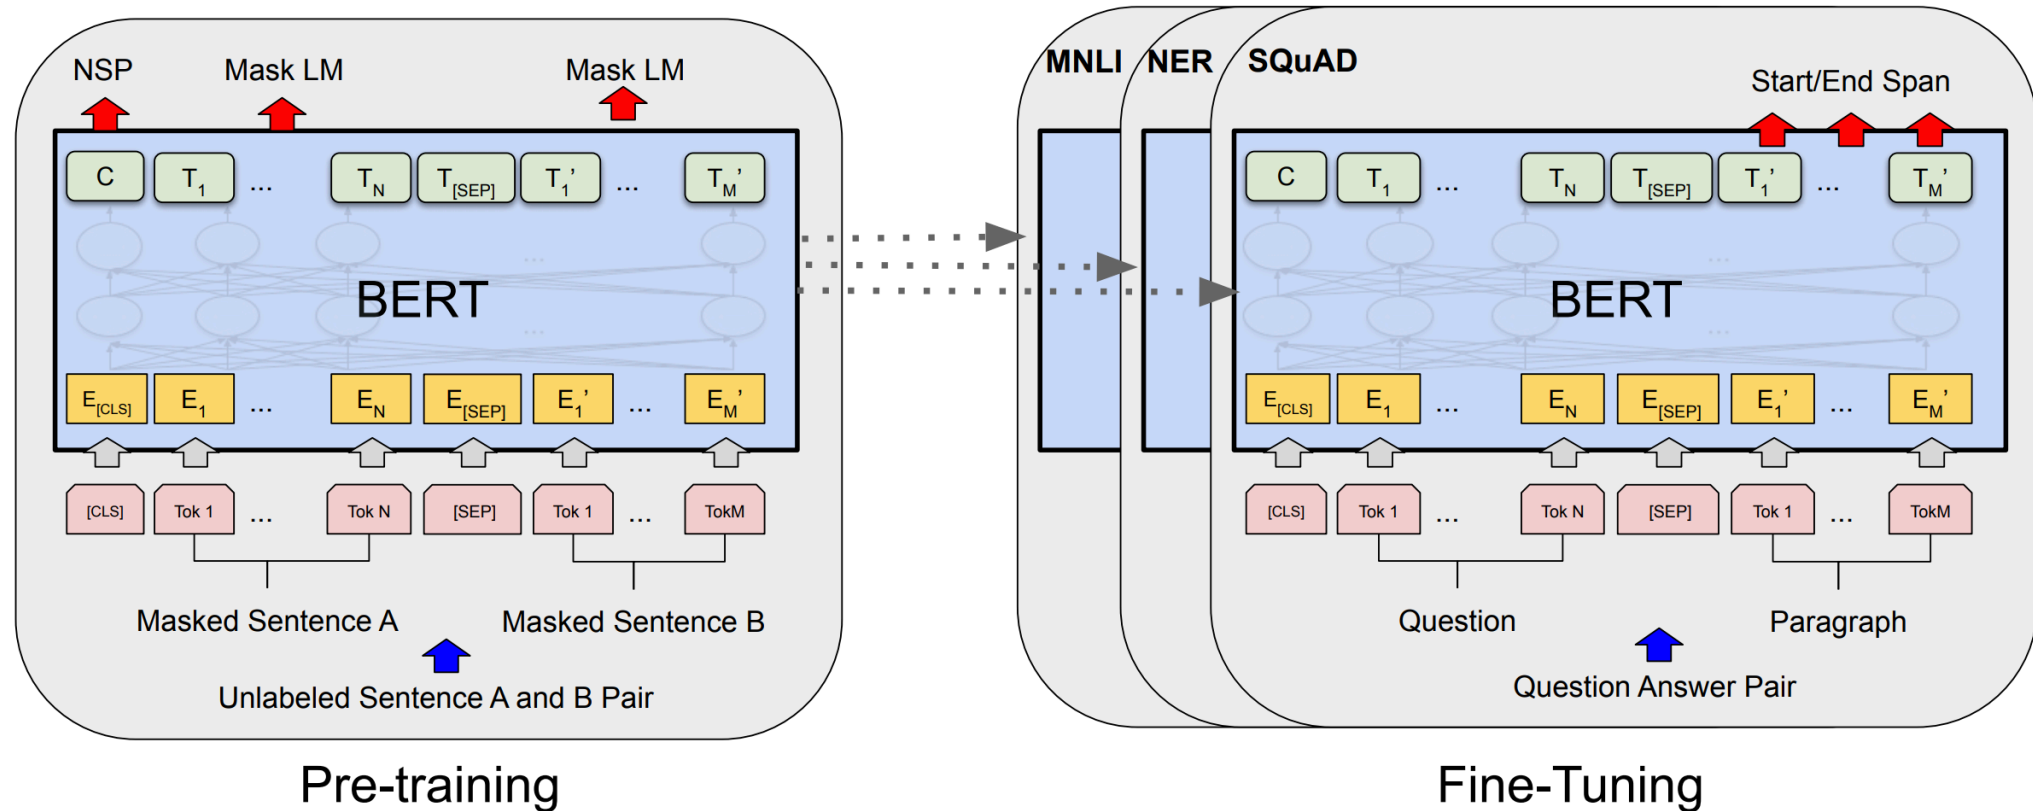 NSP Mask LM Mask LM
C T1 ... TN T[SEP] T1’ ... TM’
...
BERT
...
E[CLS] E1 ... EN E[SEP] E1’ ... EM’
[CLS] Tok 1 ... Tok N [SEP] Tok 1 ... TokM
Masked Sentence A Masked Sentence B
Unlabeled Sentence A and B Pair
Pre-training
MNLI NER SQuAD
Start/End Span
C T1 ... TN T[SEP] T1’ ... TM’
...
BERT
...
E[CLS] E1 ... EN E[SEP] E1’ ... EM’
[CLS] Tok 1 ... Tok N [SEP] Tok 1 ... TokM
Question Paragraph
Question Answer Pair
Fine-Tuning